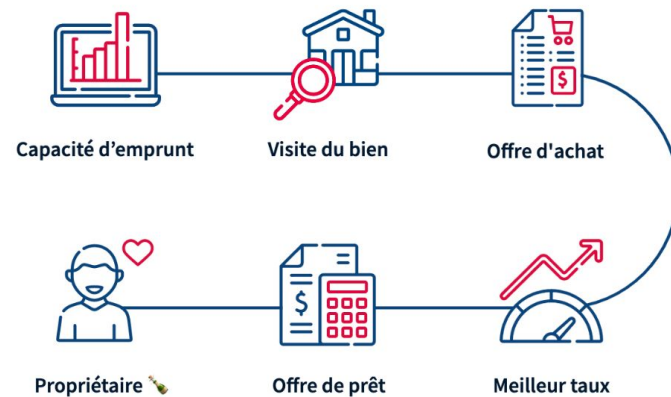 Capacité d’emprunt
Visite du bien
Offre d'achat
$
Propriétaire 🍾
$
Offre de prêt
Meilleur taux